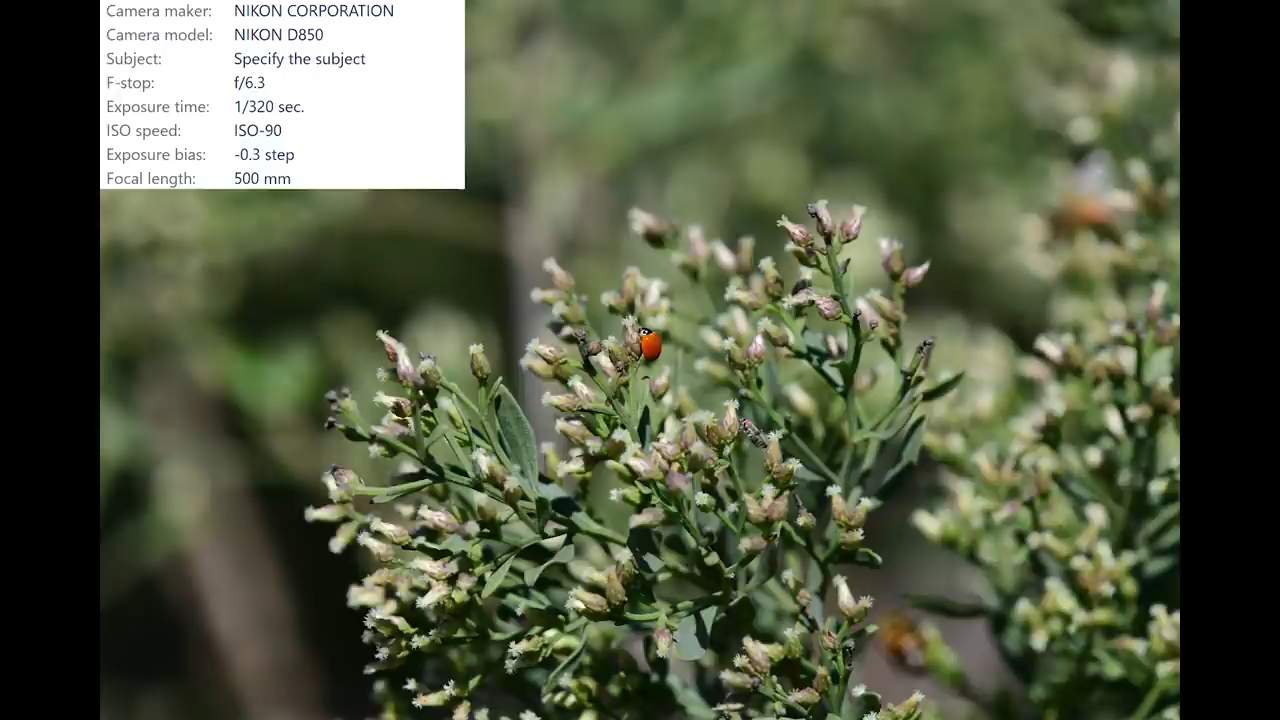 Camera maker: NIKON CORPORATION
Camera model: NIKON D850
Subject: Specify the subject
F-stop: f/6.3
Exposure time: 1/320 sec.
ISO speed: ISO-90
Exposure bias: -0.3 step
Focal length: 500 mm